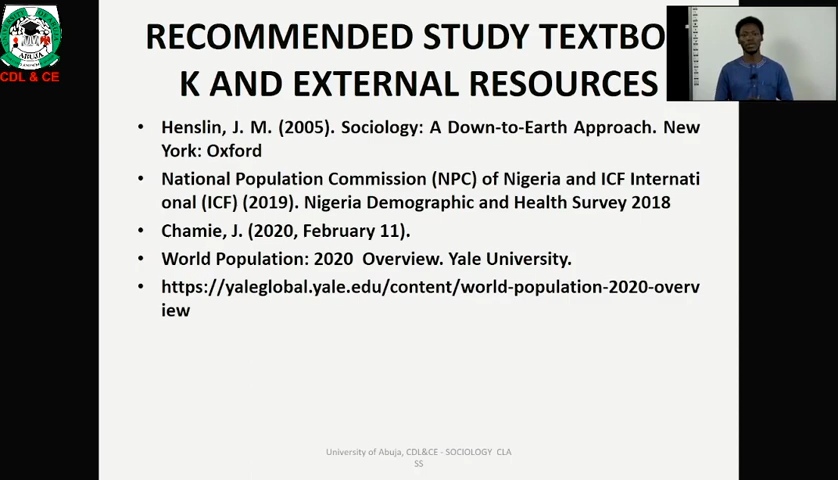 CDL & CE
RECOMMENDED STUDY TEXTBO
K AND EXTERNAL RESOURCES
• Henslin, J. M. (2005). Sociology: A Down-to-Earth Approach. New
York: Oxford
• National Population Commission (NPC) of Nigeria and ICF Internati
onal (ICF) (2019). Nigeria Demographic and Health Survey 2018
• Chamie, J. (2020, February 11).
• World Population: 2020 Overview. Yale University.
• https://yaleglobal.yale.edu/content/world-population-2020-overv
iew
University of Abuja, CDL&CE - SOCIOLOGY CLA
SS